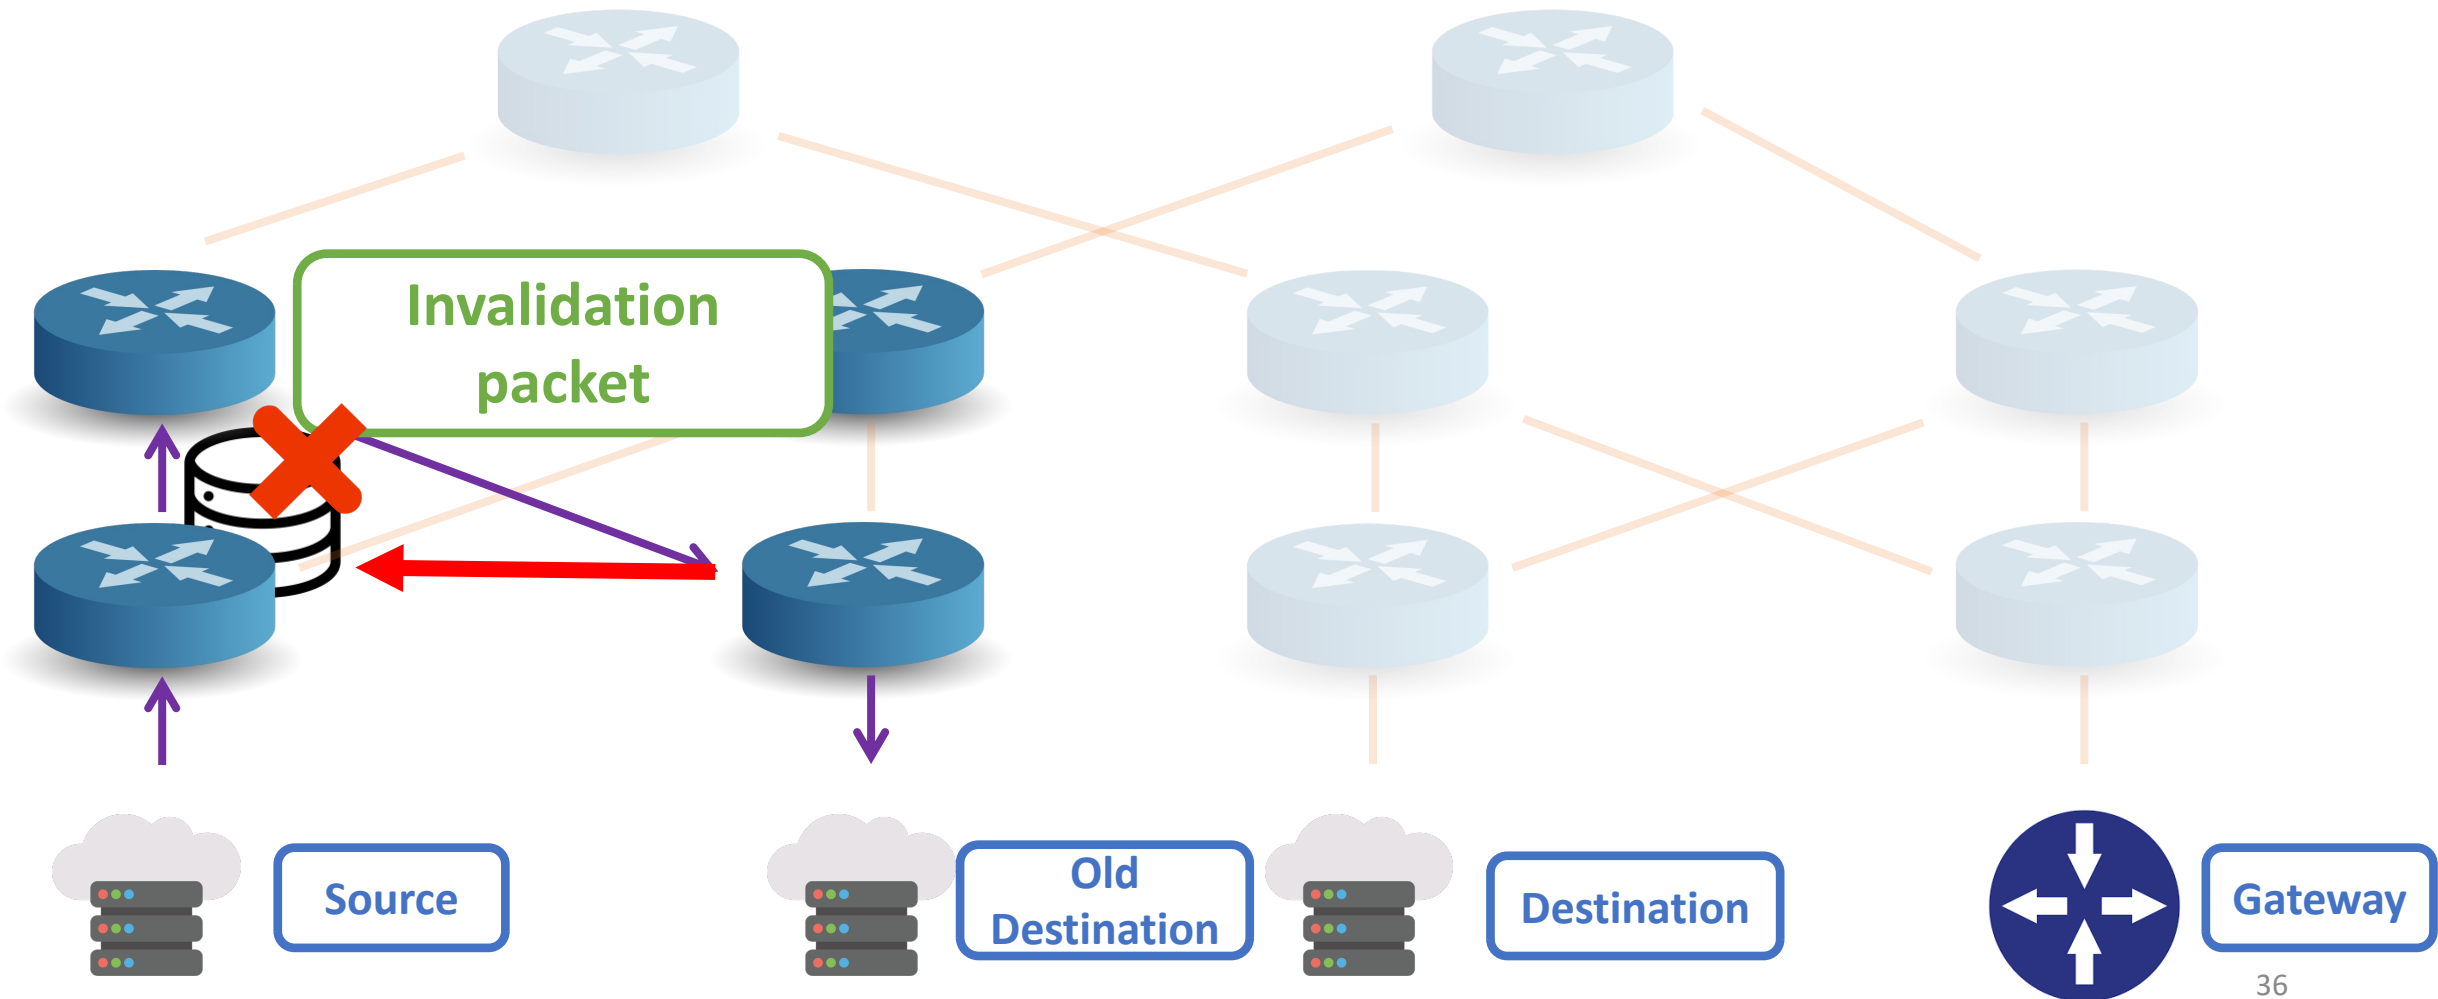 Invalidation
packet
Source
Old
Destination
Destination
Gateway
36